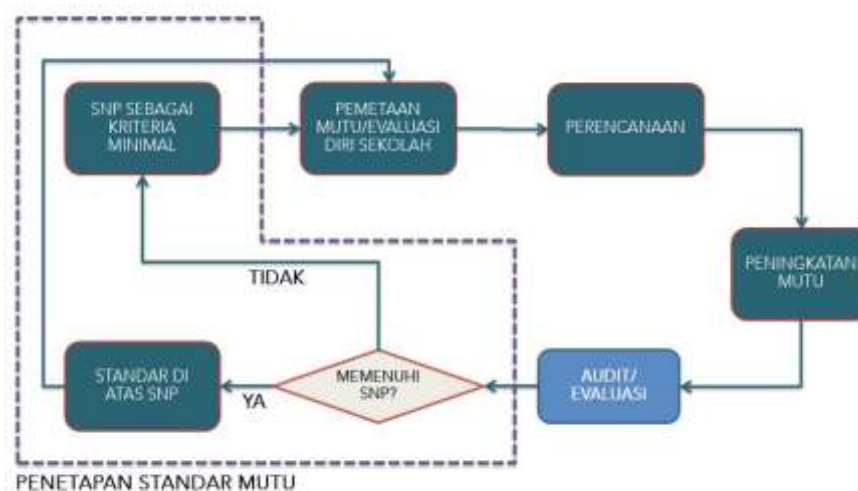 SNP SEBAGAI
KRITERIA
MINIMAL
PEMETAAN
MUTU/EVALUASI
DIRI SEKOLAH
PERENCANAAN
PENINGKATAN
MUTU
TIDAK
STANDAR DI
ATAS SNP
YA
MEMENUHI
SNP?
AUDIT/
EVALUASI
PENETAPAN STANDAR MUTU